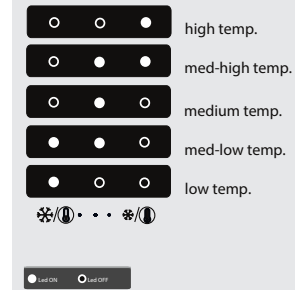 high temp.
med-high temp.
medium temp.
med-low temp.
low temp.
Led ON Led OFF